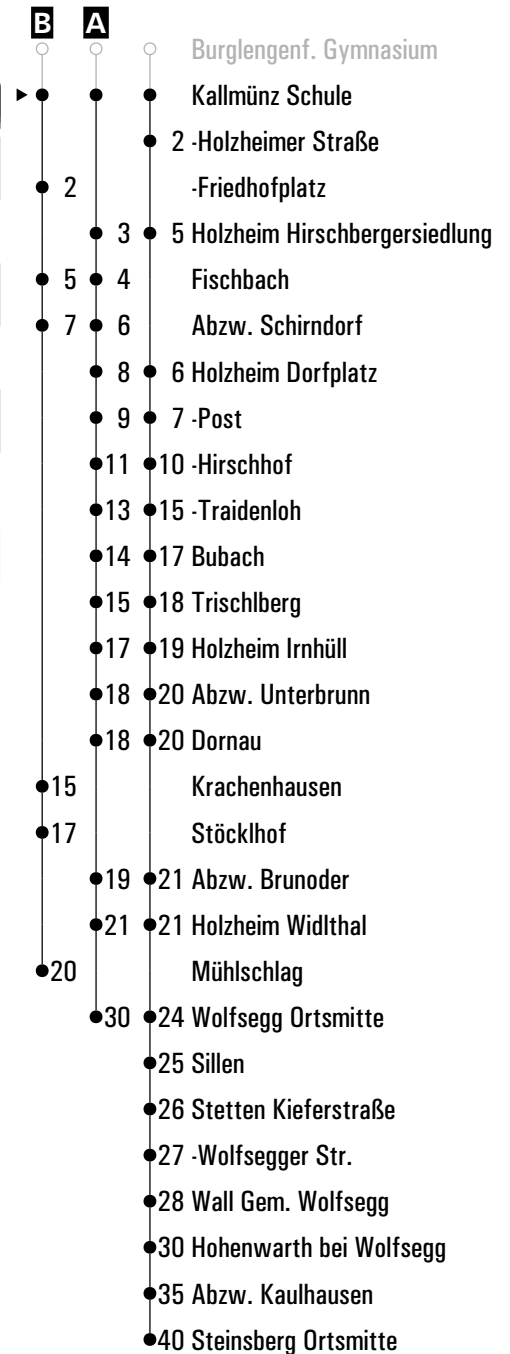 B A
Burglengenf. Gymnasium
Kallmünz Schule
2 -Holzheimer Straße
2 -Friedhofplatz
3 5 Holzheim Hirschbergersiedlung
5 4 Fischbach
7 6 Abzw. Schirndorf
8 6 Holzheim Dorfplatz
9 7 -Post
11 10 -Hirschhof
13 15 -Traidenloh
14 17 Bubach
15 18 Trischlberg
17 19 Holzheim Irnhüll
18 20 Abzw. Unterbrunn
18 20 Dornau
15 Krachenhausen
17 Stöcklhof
19 21 Abzw. Brunoder
21 21 Holzheim Widlthal
20 Mühlschlag
30 24 Wolfsegg Ortsmitte
25 Sillen
26 Stetten Kieferstraße
27 -Wolfsegger Str.
28 Wall Gem. Wolfsegg
30 Hohenwarth bei Wolfsegg
35 Abzw. Kaulhausen
40 Steinsberg Ortsmitte